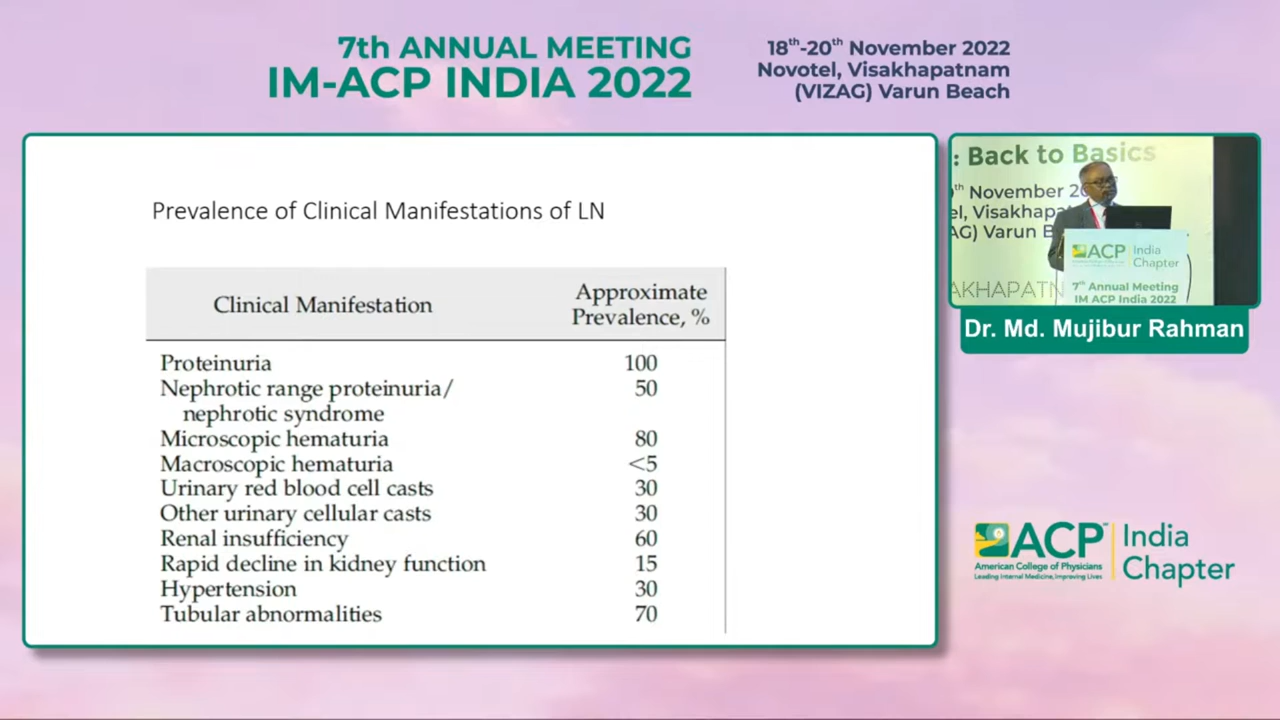 7th ANNUAL MEETING
IM-ACP INDIA 2022
18th-20th November 2022
Novotel, Visakhapatnam
(VIZAG) Varun Beach
Prevalence of Clinical Manifestations of LN
Clinical Manifestation Approximate Prevalence, %
Proteinuria 100
Nephrotic range proteinuria/ 50
nephrotic syndrome
Microscopic hematuria 80
Macroscopic hematuria <5
Urinary red blood cell casts 30
Other urinary cellular casts 30
Renal insufficiency 60
Rapid decline in kidney function 15
Hypertension 30
Tubular abnormalities 70
: Back to Basics
th November
Varun
ACP India
Chapter
7th Annual Meeting
IM ACP India 2022
Dr. Md. Mujibur Rahman
ACP
American College of Physicians
Leading Internal Medicine, Improving Lives
India
Chapter